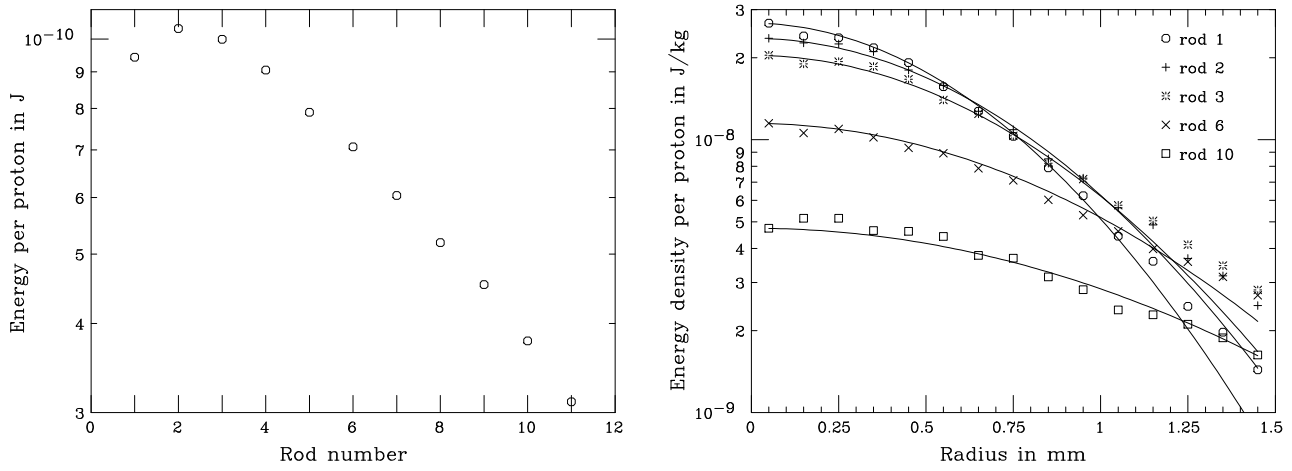 10⁻¹⁰
9
8
7
6
5
4
3
0 2 4 6 8 10 12
Rod number
Energy per proton in J
3
2
10⁻⁸
9
8
7
6
5
4
3
2
10⁻⁹
0 0.25 0.5 0.75 1 1.25 1.5
Radius in mm
Energy density per proton in J/kg
rod 1
rod 2
rod 3
rod 6
rod 10